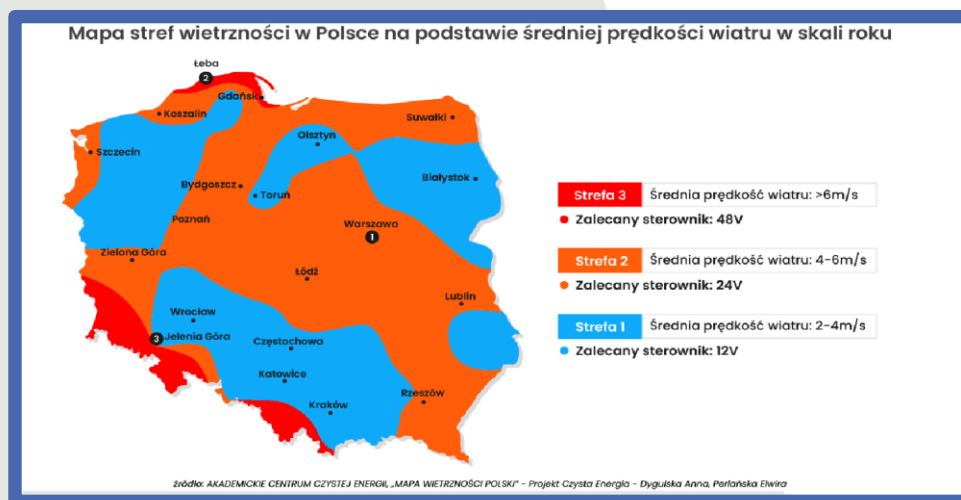 Mapa stref wietrzności w Polsce na podstawie średniej prędkości wiatru w skali roku
Łeba
2
Gdańsk
Koszalin
Suwałki
Olsztyn
Szczecin
Białystok
Bydgoszcz
Toruń
Poznań
Warszawa
1
Zielona Góra
Łódź
Lublin
Wrocław
3
Jelenia Góra
Częstochowa
Katowice
Rzeszów
Kraków
Strefa 3 Średnia prędkość wiatru: >6m/s
Zalecany sterownik: 48V
Strefa 2 Średnia prędkość wiatru: 4-6m/s
Zalecany sterownik: 24V
Strefa 1 Średnia prędkość wiatru: 2-4m/s
Zalecany sterownik: 12V
źródło: AKADEMICKIE CENTRUM CZYSTEJ ENERGII, „MAPA WIETRZNOŚCI POLSKI" - Projekt Czysta Energia - Dygulska Anna, Perlańska Elwira